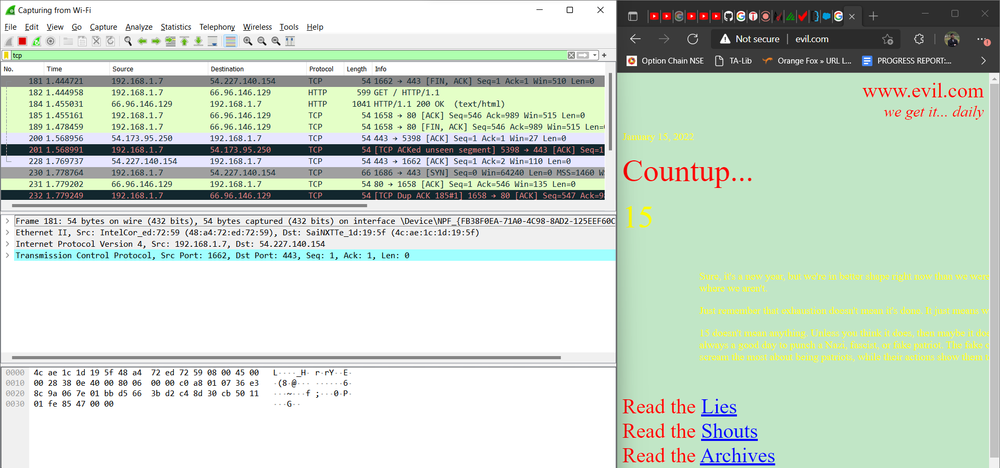 Capturing from Wi-Fi
File Edit View Go Capture Analyze Statistics Telephony Wireless Tools Help
tcp
No. Time Source Destination Protocol Length Info
181 1.444721 192.168.1.7 54.227.140.154 TCP 54 1662 → 443 [FIN, ACK] Seq=1 Ack=1 Win=510 Len=0
182 1.444958 192.168.1.7 66.96.146.129 HTTP 599 GET / HTTP/1.1
184 1.455031 66.96.146.129 192.168.1.7 HTTP 1041 HTTP/1.1 200 OK (text/html)
185 1.455161 192.168.1.7 66.96.146.129 TCP 54 1658 → 80 [ACK] Seq=546 Ack=989 Win=515 Len=0
189 1.478459 192.168.1.7 66.96.146.129 TCP 54 1658 → 80 [FIN, ACK] Seq=546 Ack=989 Win=515 Len=
200 1.568956 54.173.95.250 192.168.1.7 TCP 54 443 → 5398 [ACK] Seq=1 Ack=1 Win=27 Len=0
201 1.568991 192.168.1.7 54.173.95.250 TCP 54 [TCP ACKed unseen segment] 5398 → 443 [ACK] Seq=1
228 1.769737 54.227.140.154 192.168.1.7 TCP 54 443 → 1662 [ACK] Seq=1 Ack=2 Win=110 Len=0
230 1.778764 192.168.1.7 54.227.140.154 TCP 66 1686 → 443 [SYN] Seq=0 Win=64240 Len=0 MSS=1460
231 1.779202 66.96.146.129 192.168.1.7 TCP 54 80 → 1658 [ACK] Seq=1 Ack=546 Win=135 Len=0
232 1.779249 192.168.1.7 66.96.146.129 TCP 54 [TCP Dup ACK 185#1] 1658 → 80 [ACK] Seq=547
Frame 181: 54 bytes on wire (432 bits), 54 bytes captured (432 bits) on interface \Device\NPF_{FB38F0EA-71A0-4C98-8AD2-125EEF60C
Ethernet II, Src: IntelCor_ed:72:59 (48:a4:72:ed:72:59), Dst: SaiNXTTe_1d:19:5f (4c:ae:1c:1d:19:5f)
Internet Protocol Version 4, Src: 192.168.1.7, Dst: 54.227.140.154
Transmission Control Protocol, Src Port: 1662, Dst Port: 443, Seq: 1, Ack: 1, Len: 0
0000 4c ae 1c 1d 19 5f 48 a4 72 ed 72 59 08 00 45 00 L····_H· r·rY··E·
0010 00 28 38 0e 40 00 80 06 00 00 c0 a8 01 07 36 e3 ·(8·@··· ······6·
0020 8c 9a 06 7e 01 bb d5 66 3b d2 c4 8d 30 cb 50 11 ···~···f ;···0·P·
0030 01 fe 85 47 00 00 ···G··
Not secure evil.com
Option Chain NSE TA-Lib Orange Fox » URL L... PROGRESS REPORT:...
www.evil.com
we get it... daily
January 15, 2022
Countup...
15
Sure, it's a new year, but we're in better shape right now than we were
where we aren't.
Just remember that exhaustion doesn't mean it's done. It just means
15 doesn't mean anything. Unless you think it does, then maybe it
always a good day to punch a Nazi, fascist, or fake patriot. The fake
scream the most about being patriots, while their actions show them
Read the Lies
Read the Shouts
Read the Archives